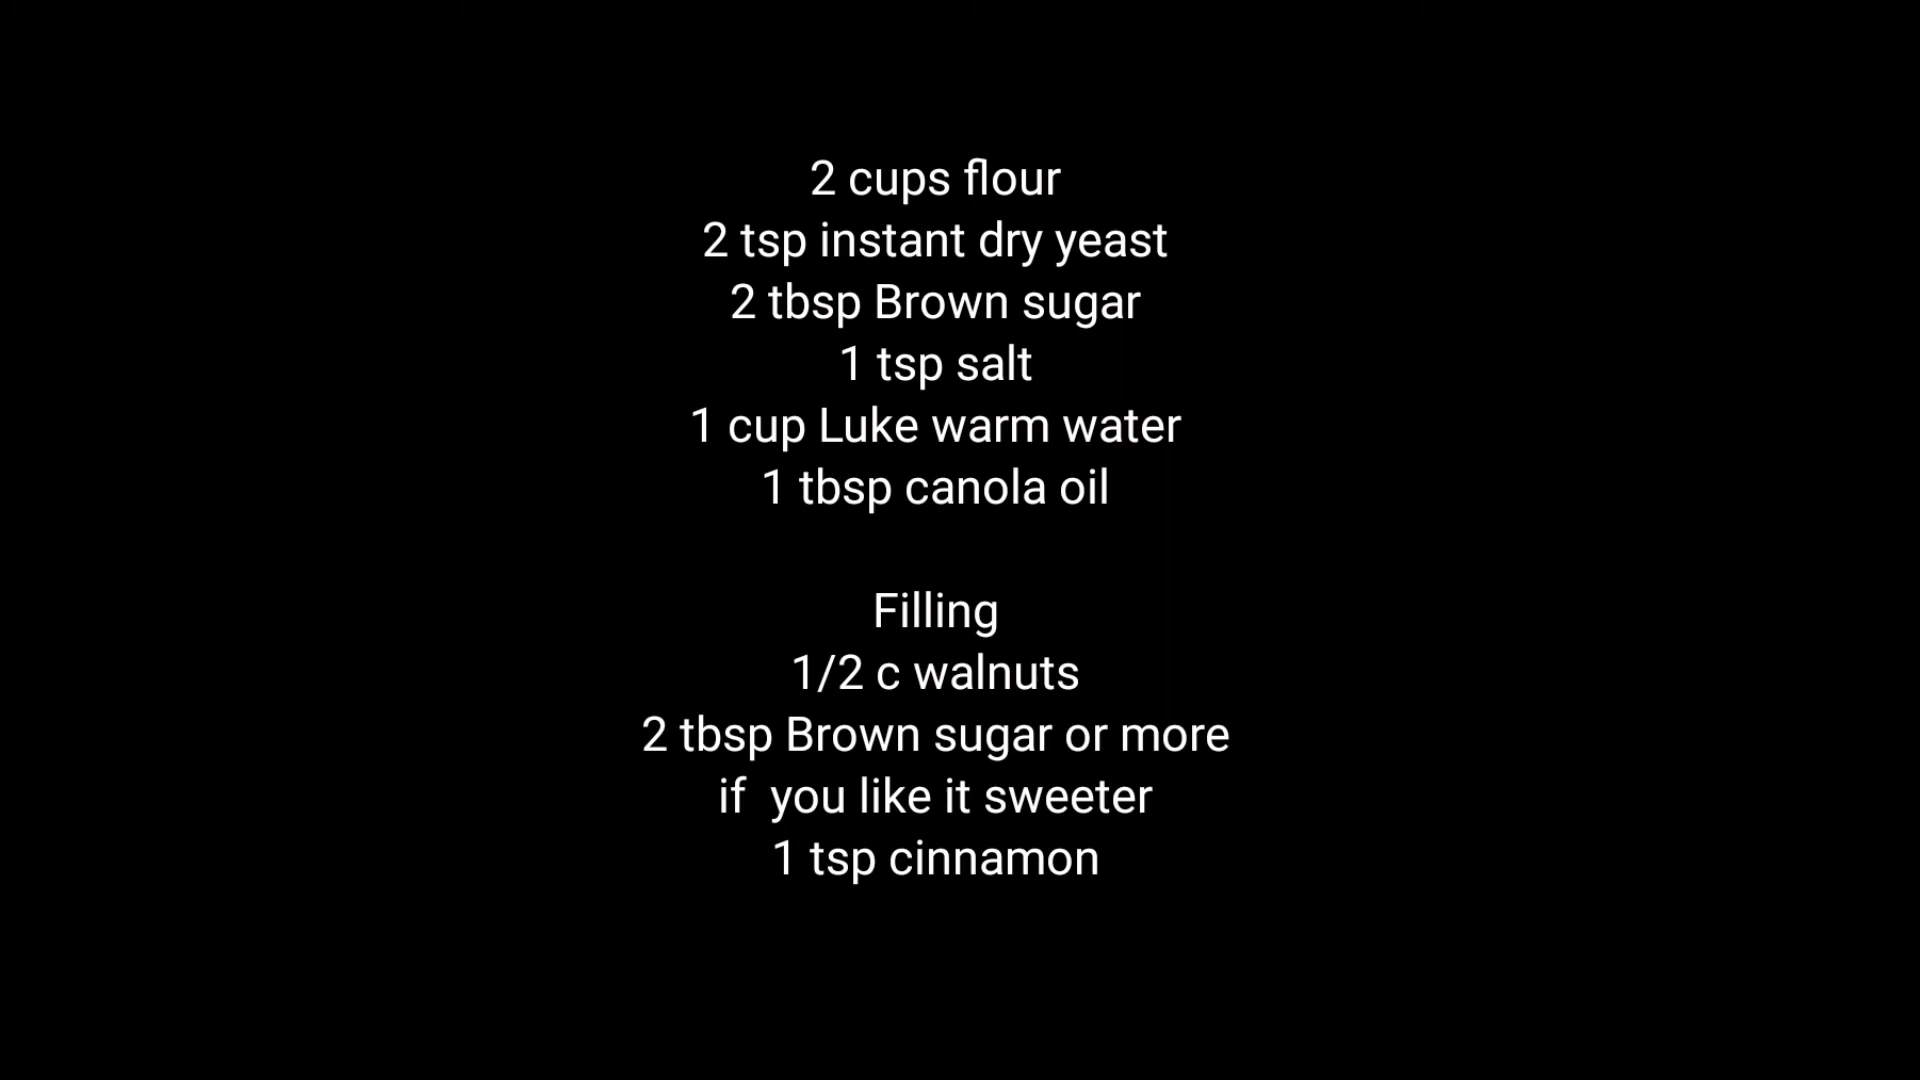 2 cups flour
2 tsp instant dry yeast
2 tbsp Brown sugar
1 tsp salt
1 cup Luke warm water
1 tbsp canola oil
Filling
1/2 c walnuts
2 tbsp Brown sugar or more
if  you like it sweeter
1 tsp cinnamon